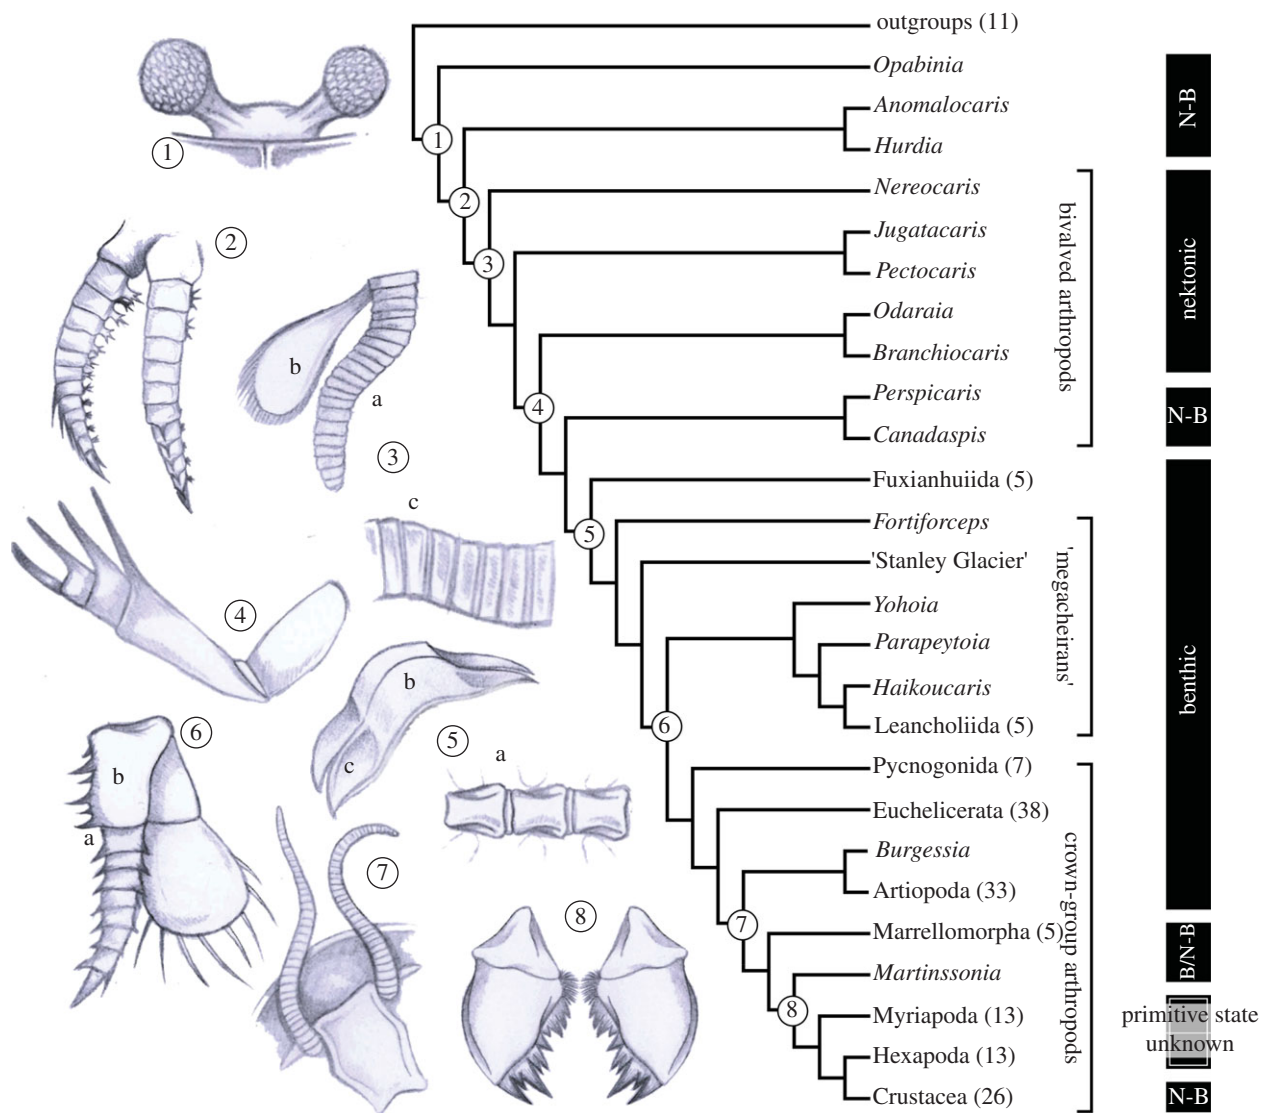 outgroups (11)
Opabinia
Anomalocaris
Hurdia
Nereocaris
Jugatacaris
Pectocaris
Odaraia
Branchiocaris
Perspicaris
Canadaspis
Fuxianhuiida (5)
Fortiforceps
'Stanley Glacier'
Yohoia
Parapeytoia
Haikoucaris
Leancholiida (5)
Pycnogonida (7)
Euchelicerata (38)
Burgessia
Artiopoda (33)
Marrellomorpha (5)
Martinssonia
Myriapoda (13)
Hexapoda (13)
Crustacea (26)
bivalved arthropods
'megacheirans'
crown-group arthropods
N-B
nektonic
N-B
benthic
B/N-B
primitive state
unknown
N-B
1
2
3
4
5
6
7
8
1
2
b
a
3
c
4
b
5
c
a
6
b
a
7
8